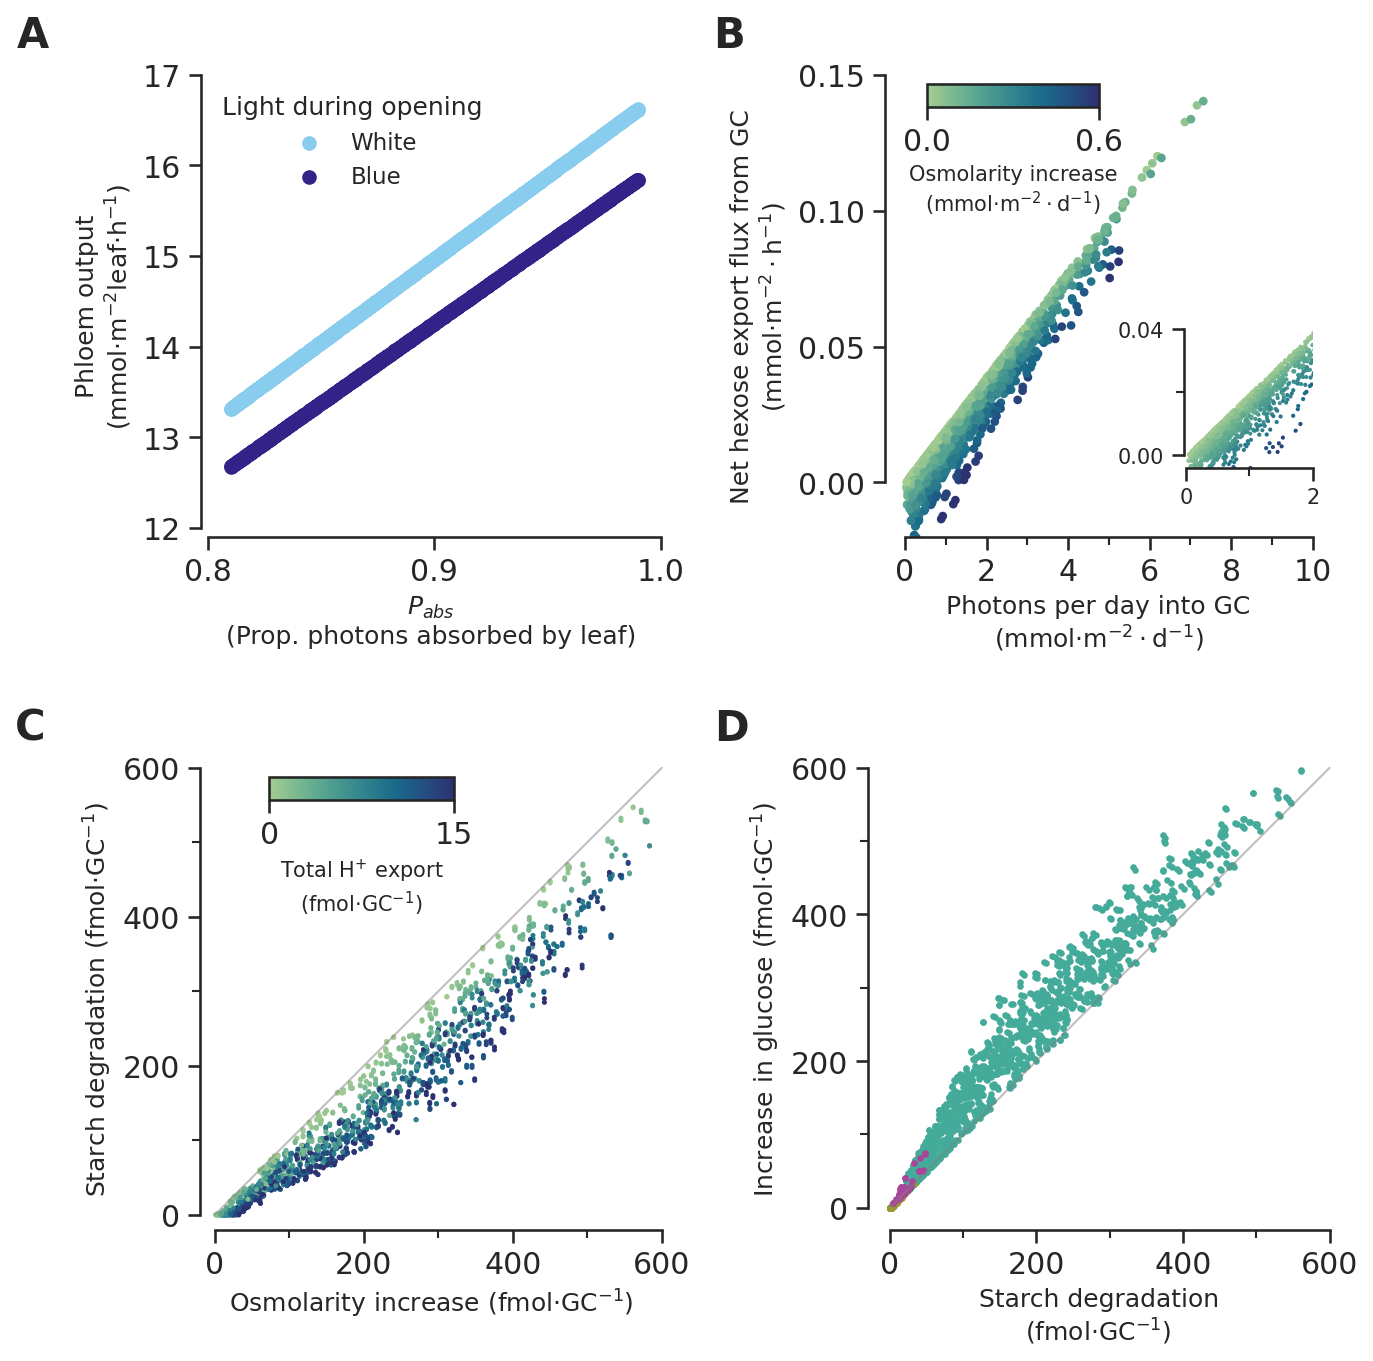 A
17
16
15
14
13
12
Phloem output
(mmol·m⁻²leaf·h⁻¹)
Light during opening
White
Blue
0.8
0.9
1.0
P_abs
(Prop. photons absorbed by leaf)
B
0.15
0.10
0.05
0.00
Net hexose export flux from GC
(mmol·m⁻² · h⁻¹)
0.0
0.6
Osmolarity increase
(mmol·m⁻² · d⁻¹)
0.04
0.00
0
2
0
2
4
6
8
10
Photons per day into GC
(mmol·m⁻² · d⁻¹)
C
600
400
200
0
Starch degradation (fmol·GC⁻¹)
0
15
Total H⁺ export
(fmol·GC⁻¹)
0
200
400
600
Osmolarity increase (fmol·GC⁻¹)
D
600
400
200
0
Increase in glucose (fmol·GC⁻¹)
0
200
400
600
Starch degradation
(fmol·GC⁻¹)